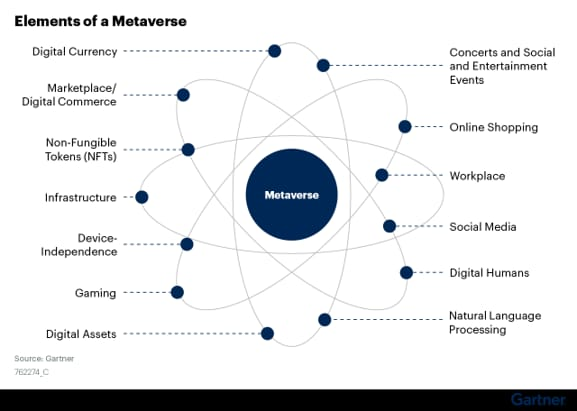 Elements of a Metaverse
Digital Currency
Marketplace/
Digital Commerce
Non-Fungible
Tokens (NFTs)
Infrastructure
Device-
Independence
Gaming
Digital Assets
Metaverse
Concerts and Social
and Entertainment
Events
Online Shopping
Workplace
Social Media
Digital Humans
Natural Language
Processing
Source: Gartner
762274_C
Gartner